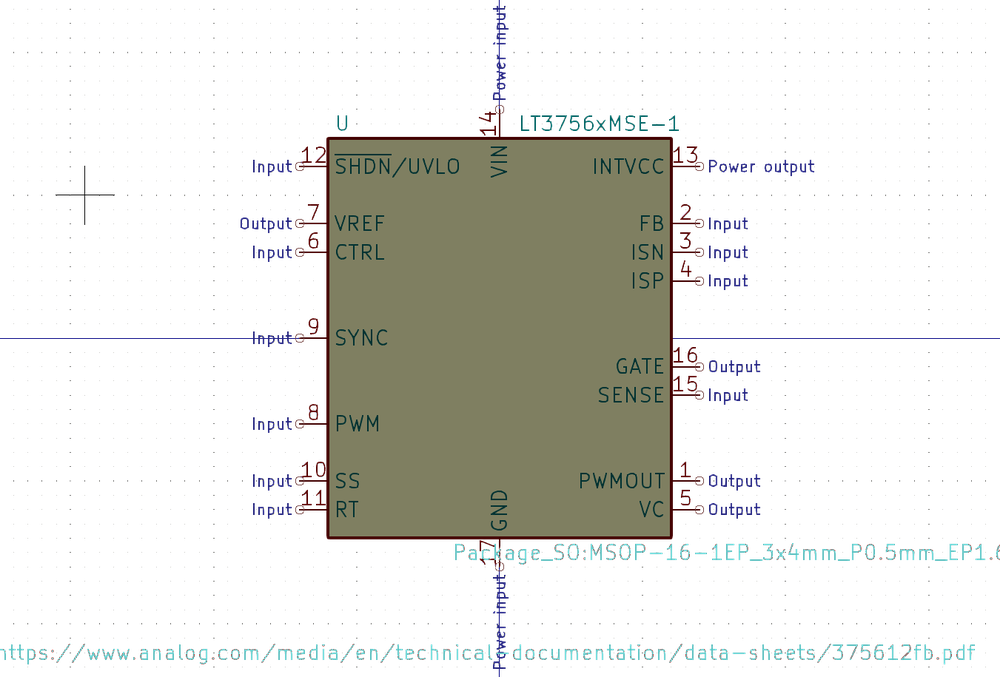 Power input
U
14
LT3756xMSE-1
Input 12 SHDN/UVLO
VIN
INTVCC 13 Power output
Output 7 VREF
FB 2 Input
Input 6 CTRL
ISN 3 Input
ISP 4 Input
Input 9 SYNC
GATE 16 Output
SENSE 15 Input
Input 8 PWM
Input 10 SS
PWMOUT 1 Output
Input 11 RT
GND
VC 5 Output
17
Package_SO:MSOP-16-1EP_3x4mm_P0.5mm_EP1.6
Power input
https://www.analog.com/media/en/technical-documentation/data-sheets/375612fb.pdf